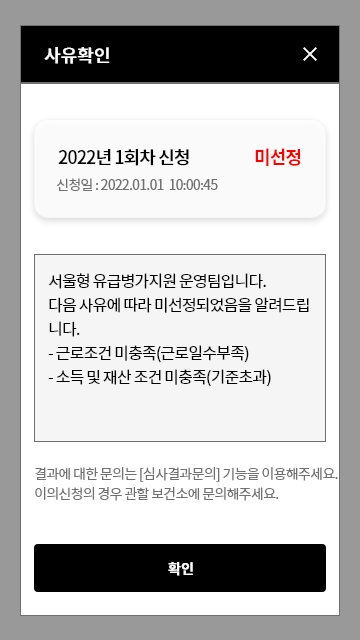 사유확인
2022년 1회차 신청 미선정
신청일 : 2022.01.01 10:00:45
서울형 유급병가지원 운영팀입니다.
다음 사유에 따라 미선정되었음을 알려드립
니다.
- 근로조건 미충족(근로일수부족)
- 소득 및 재산 조건 미충족(기준초과)
결과에 대한 문의는 [심사결과문의] 기능을 이용해주세요.
이의신청의 경우 관할 보건소에 문의해주세요.
확인